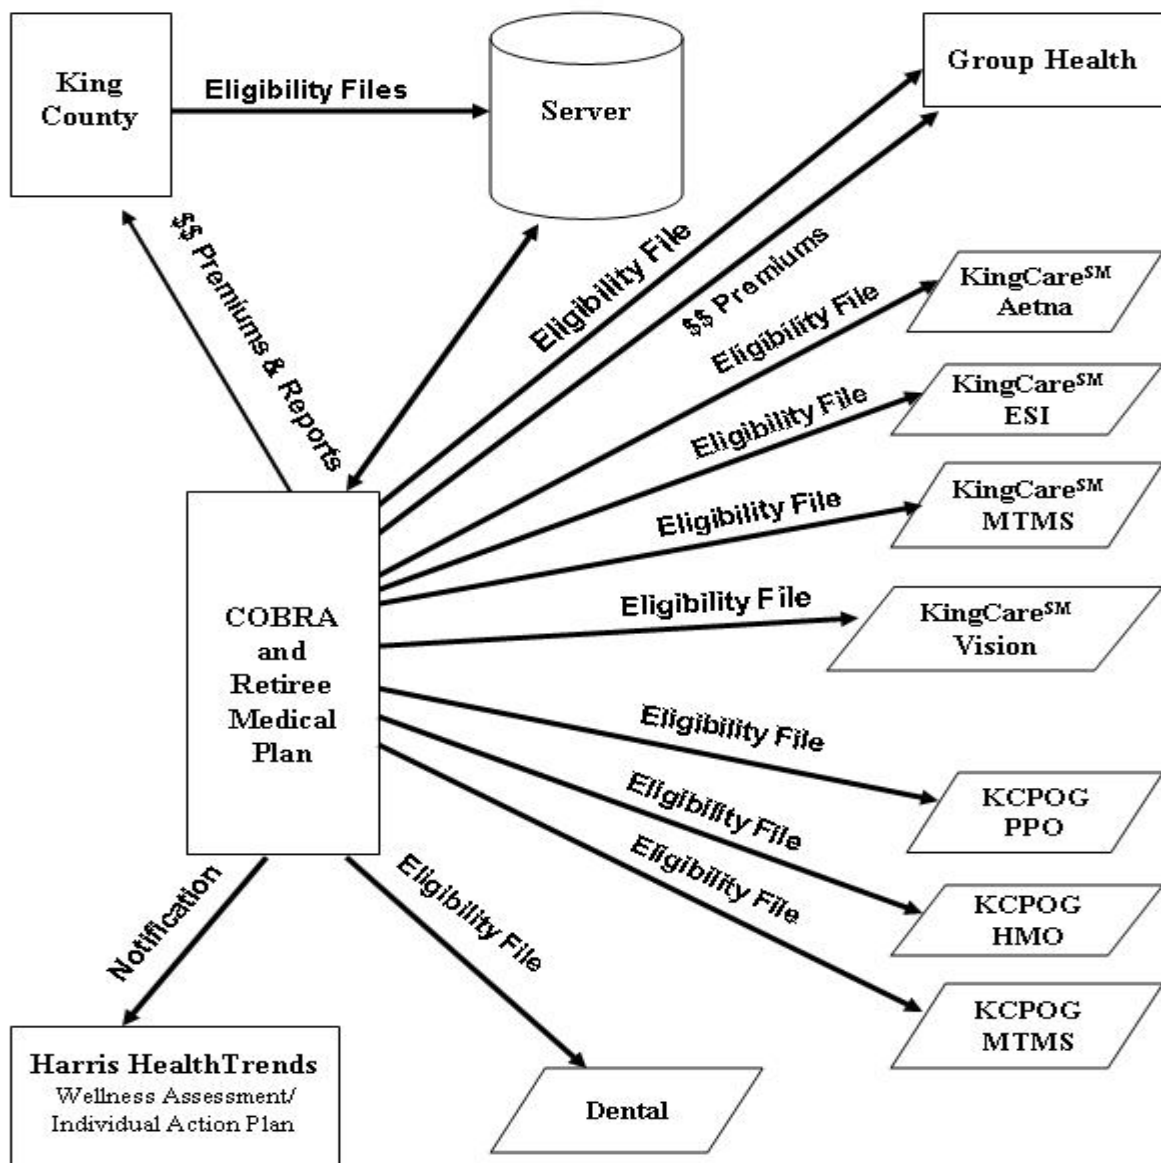 King
County
Eligibility Files
Server
Group Health
$$ Premiums & Reports
Eligibility File
$$ Premiums
Eligibility File
KingCareSM
Aetna
Eligibility File
KingCareSM
ESI
Eligibility File
KingCareSM
MTMS
Eligibility File
KingCareSM
Vision
COBRA
and
Retiree
Medical
Plan
Eligibility File
KCPOG
PPO
Eligibility File
KCPOG
HMO
Eligibility File
KCPOG
MTMS
Notification
Eligibility File
Harris HealthTrends
Wellness Assessment/
Individual Action Plan
Dental